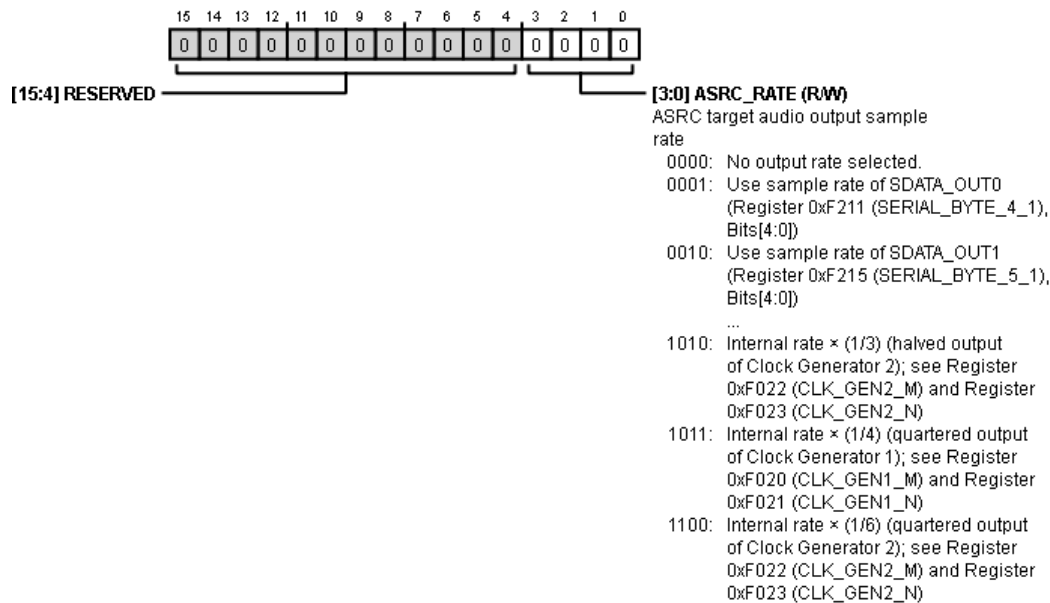 15 14 13 12 11 10 9 8 7 6 5 4 3 2 1 0
0 0 0 0 0 0 0 0 0 0 0 0 0 0 0 0
[15:4] RESERVED
[3:0] ASRC_RATE (R/W)
ASRC target audio output sample
rate
0000: No output rate selected.
0001: Use sample rate of SDATA_OUT0
(Register 0xF211 (SERIAL_BYTE_4_1),
Bits[4:0])
0010: Use sample rate of SDATA_OUT1
(Register 0xF215 (SERIAL_BYTE_5_1),
Bits[4:0])
...
1010: Internal rate × (1/3) (halved output
of Clock Generator 2); see Register
0xF022 (CLK_GEN2_M) and Register
0xF023 (CLK_GEN2_N)
1011: Internal rate × (1/4) (quartered output
of Clock Generator 1); see Register
0xF020 (CLK_GEN1_M) and Register
0xF021 (CLK_GEN1_N)
1100: Internal rate × (1/6) (quartered output
of Clock Generator 2); see Register
0xF022 (CLK_GEN2_M) and Register
0xF023 (CLK_GEN2_N)